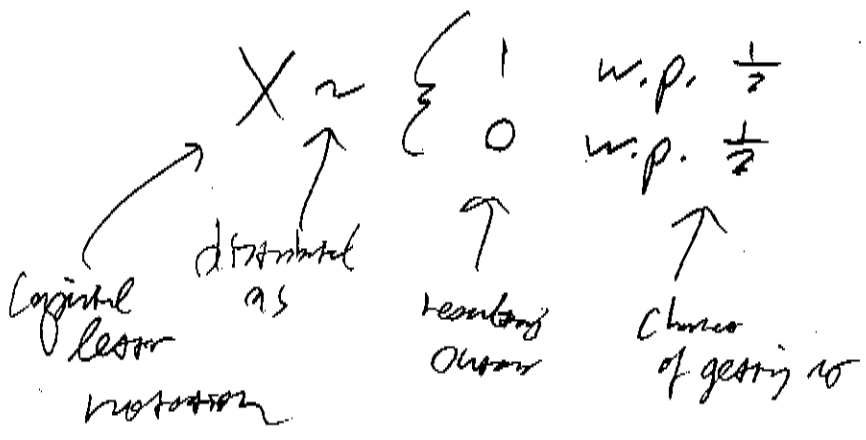 X ~ { 1 w.p. 1/2
0 w.p. 1/2
distributed
as
Capital
letter
notation
resulting
outcome
chance
of getting it